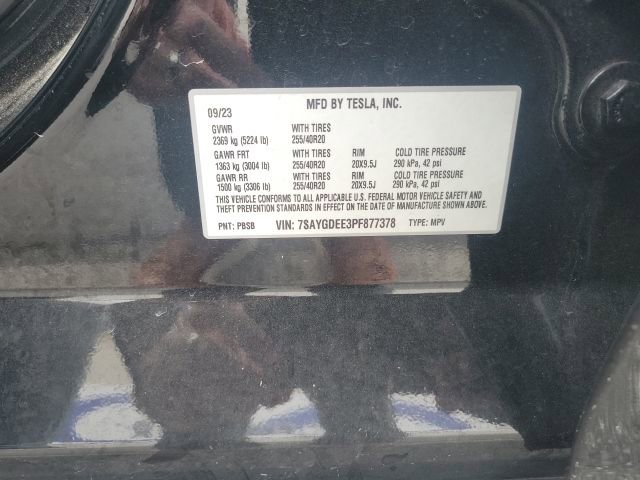 MFD BY TESLA, INC.
09/23
GVWR WITH TIRES
2369 kg (5224 lb) 255/40R20
GAWR FRT WITH TIRES RIM COLD TIRE PRESSURE
1363 kg (3004 lb) 255/40R20 20X9.5J 290 kPa, 42 psi
GAWR RR WITH TIRES RIM COLD TIRE PRESSURE
1500 kg (3306 lb) 255/40R20 20X9.5J 290 kPa, 42 psi
THIS VEHICLE CONFORMS TO ALL APPLICABLE U.S. FEDERAL MOTOR VEHICLE SAFETY AND
THEFT PREVENTION STANDARDS IN EFFECT ON THE DATE OF MANUFACTURE SHOWN ABOVE.
PNT: PBSB VIN: 7SAYGDEE3PF877378 TYPE: MPV